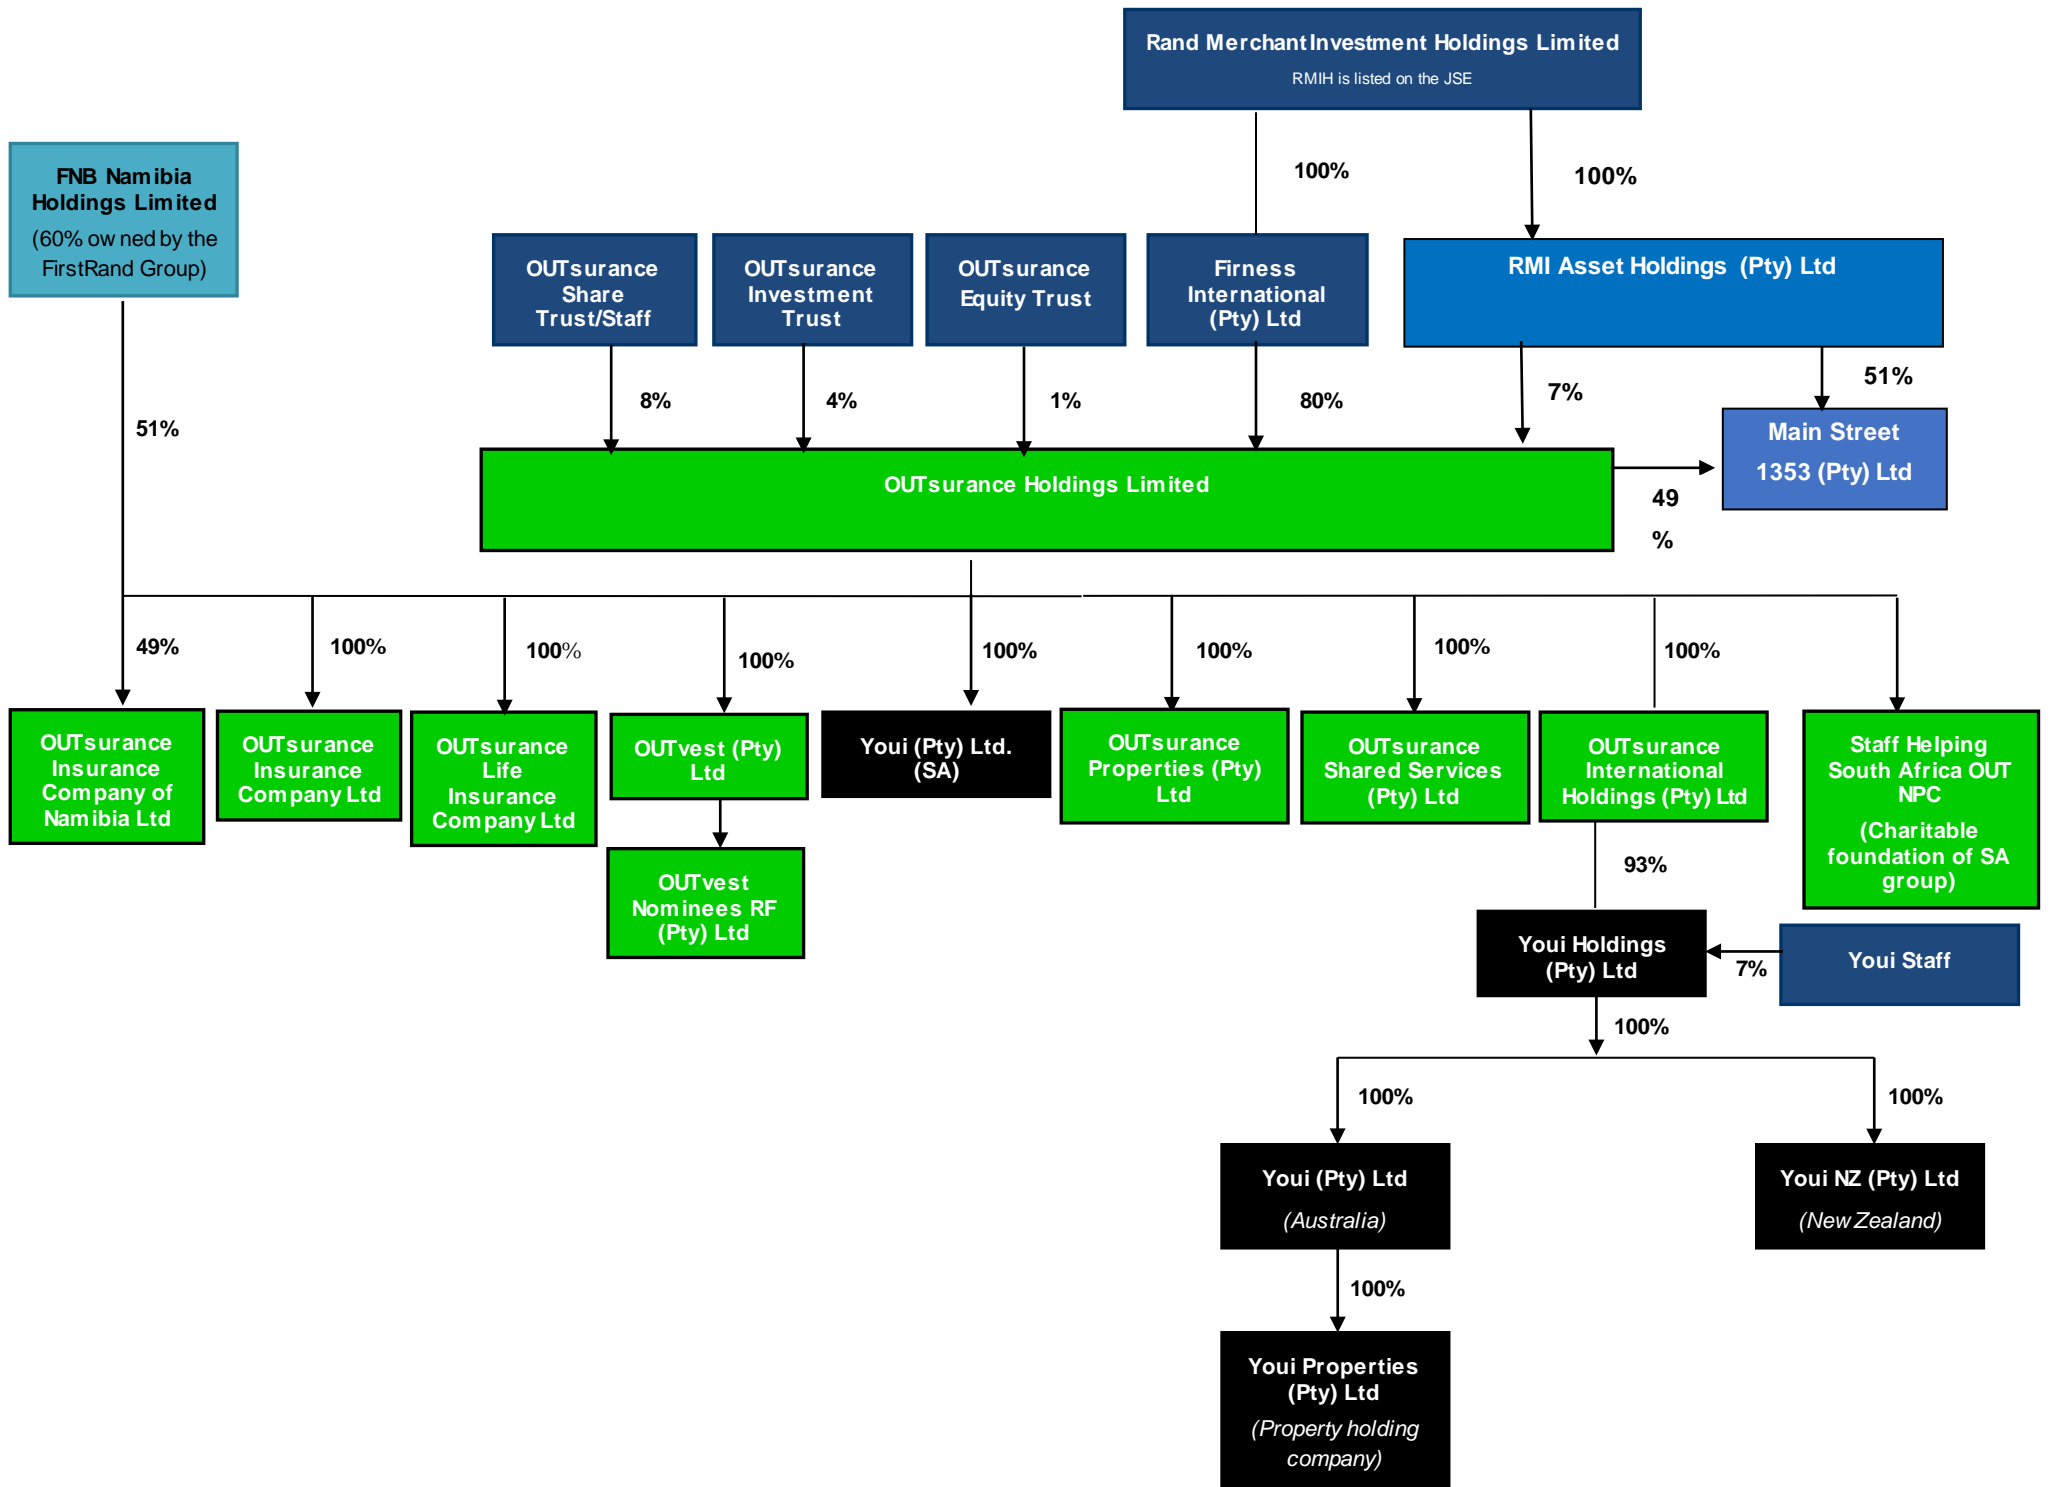 Rand Merchant Investment Holdings Limited
RMIH is listed on the JSE
100%
100%
FNB Namibia
Holdings Limited
(60% owned by the
FirstRand Group)
OUTsurance
Share
Trust/Staff
OUTsurance
Investment
Trust
OUTsurance
Equity Trust
Firness
International
(Pty) Ltd
RMI Asset Holdings (Pty) Ltd
51%
8%
4%
1%
80%
7%
51%
Main Street
1353 (Pty) Ltd
OUTsurance Holdings Limited
49
%
49%
100%
100%
100%
100%
100%
100%
100%
OUTsurance
Insurance
Company of
Namibia Ltd
OUTsurance
Insurance
Company Ltd
OUTsurance
Life
Insurance
Company Ltd
OUTvest (Pty)
Ltd
Youi (Pty) Ltd.
(SA)
OUTsurance
Properties (Pty)
Ltd
OUTsurance
Shared Services
(Pty) Ltd
OUTsurance
International
Holdings (Pty) Ltd
Staff Helping
South Africa OUT
NPC
(Charitable
foundation of SA
group)
OUTvest
Nominees RF
(Pty) Ltd
93%
Youi Holdings
(Pty) Ltd
7%
Youi Staff
100%
100%
100%
Youi (Pty) Ltd
(Australia)
Youi NZ (Pty) Ltd
(New Zealand)
100%
Youi Properties
(Pty) Ltd
(Property holding
company)